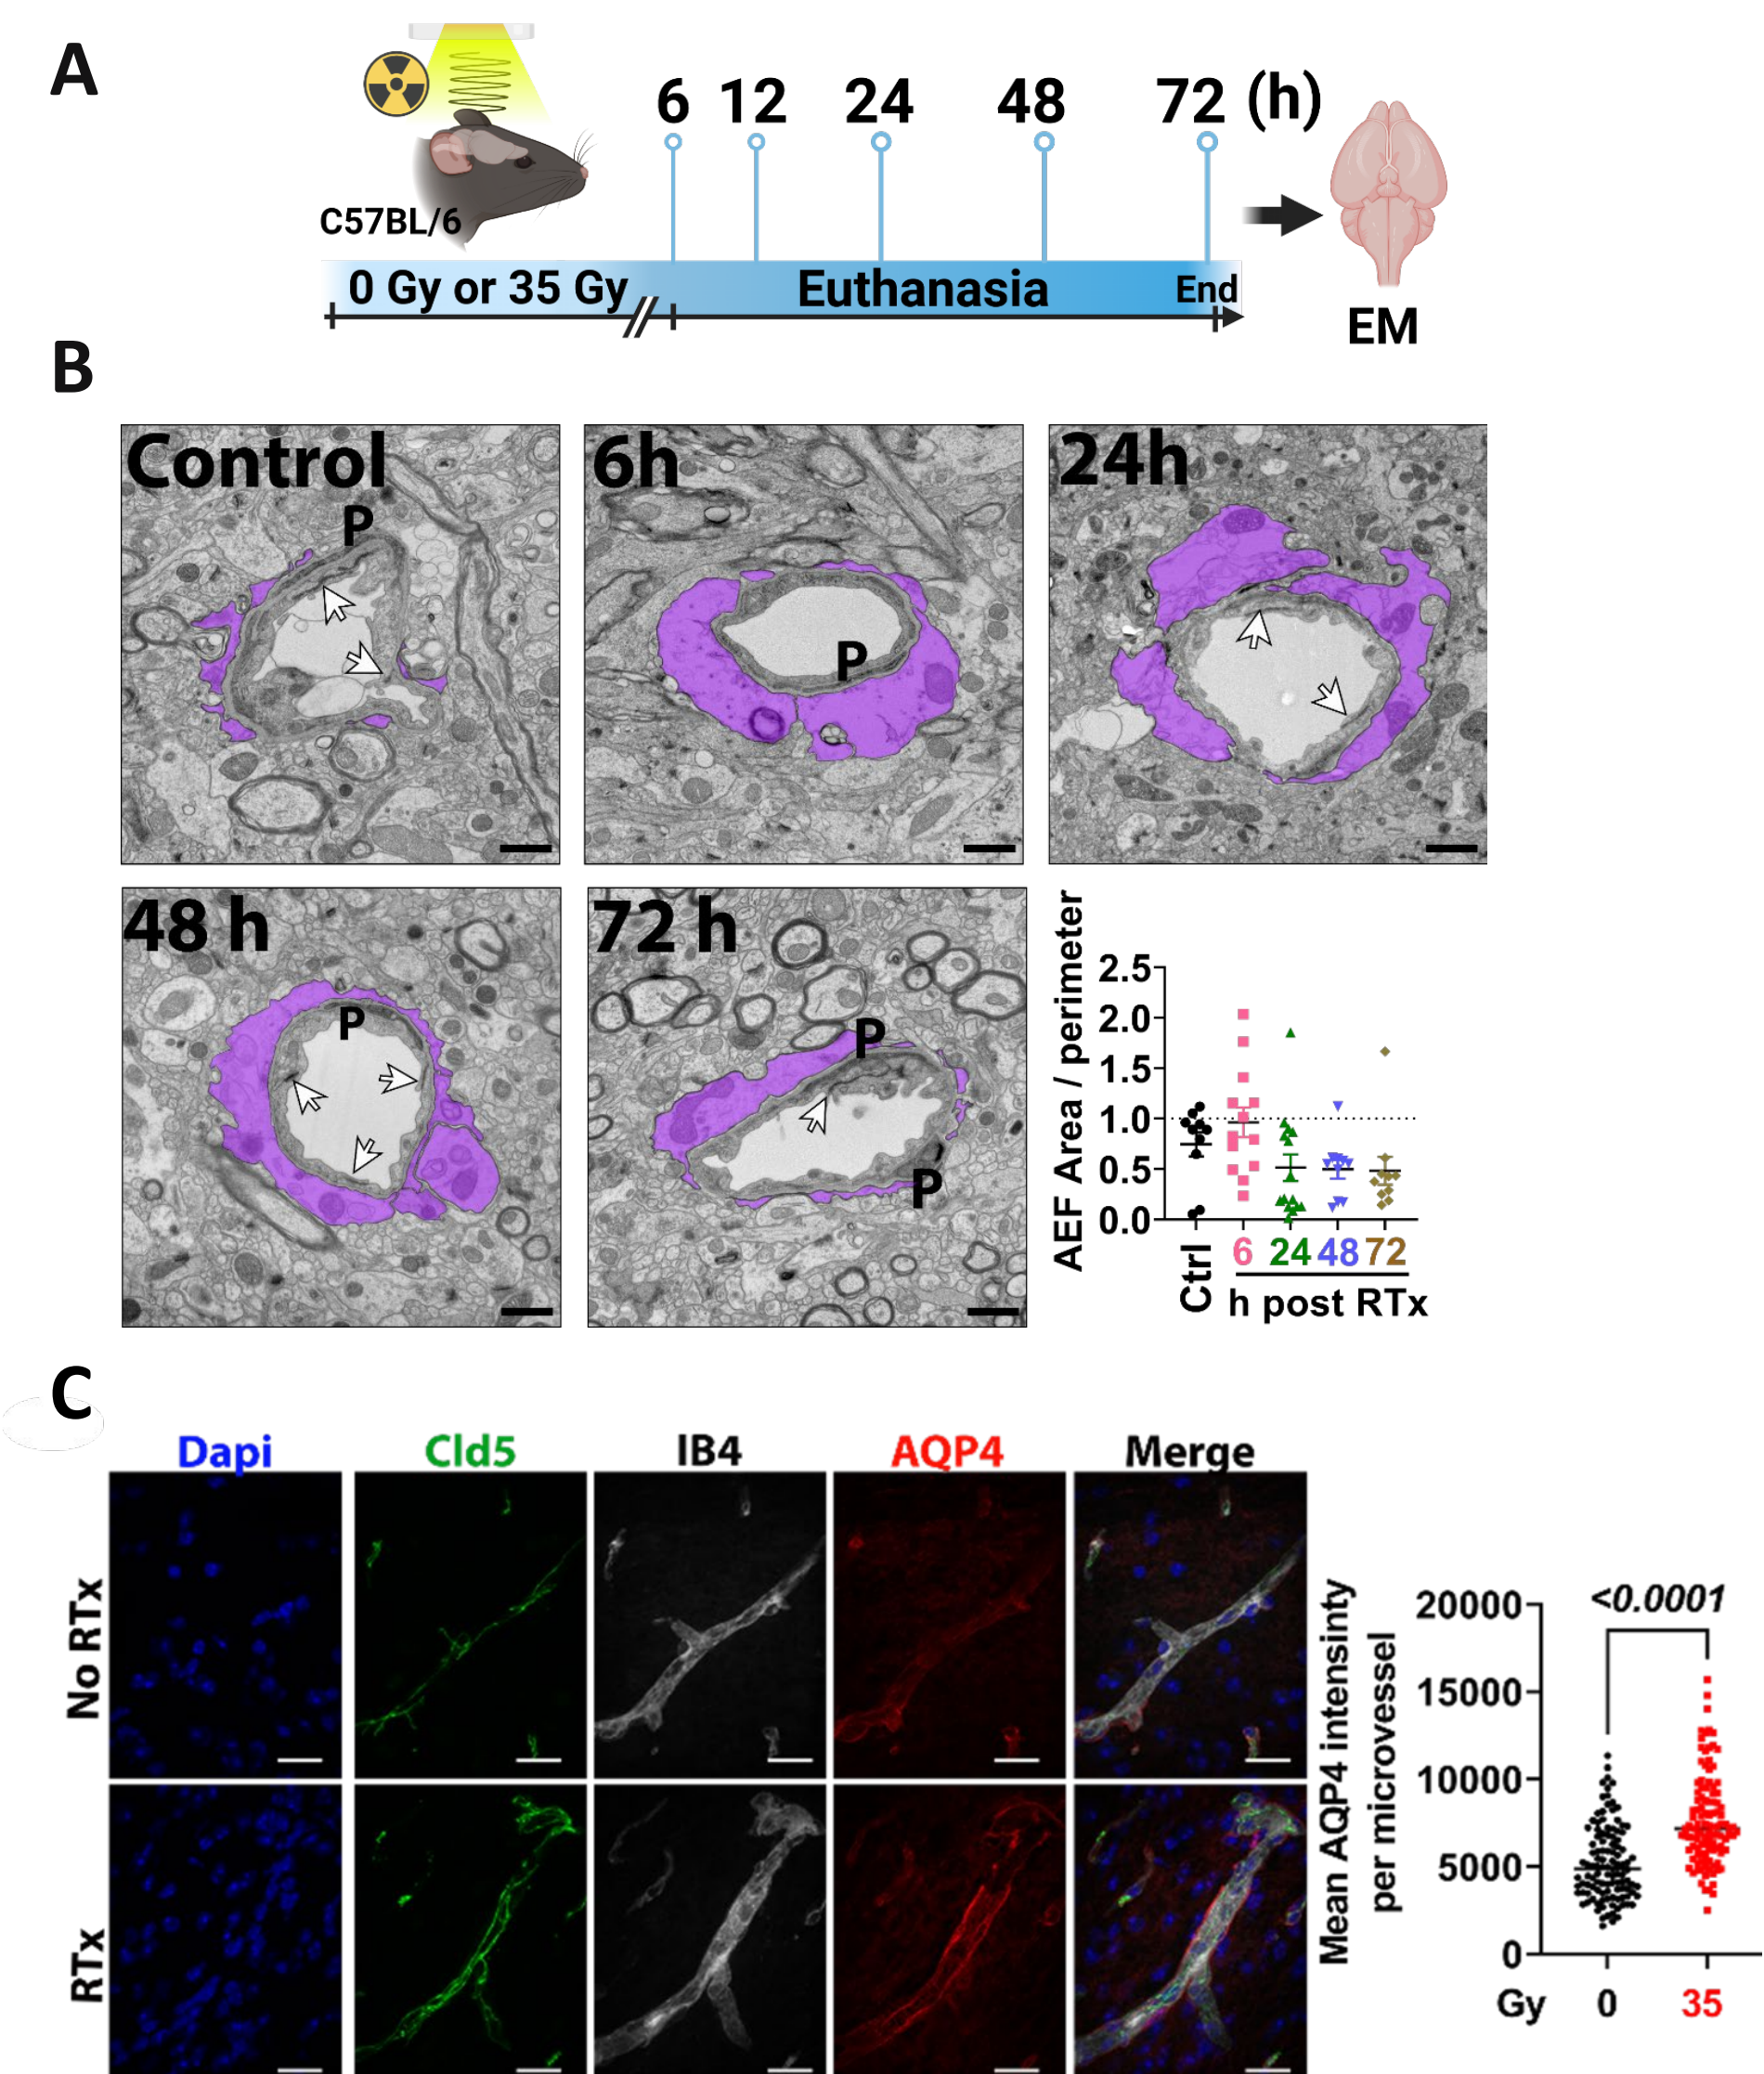 A
6 12 24 48 72 (h)
C57BL/6
0 Gy or 35 Gy
Euthanasia
End
EM
B
Control
P
6h
P
24h
48 h
P
72 h
P
P
AEF Area / perimeter
2.5
2.0
1.5
1.0
0.5
0.0
Ctrl
6 24 48 72
h post RTx
C
Dapi Cld5 IB4 AQP4 Merge
No RTx
RTx
Mean AQP4 intensinty
per microvessel
<0.0001
20000
15000
10000
5000
0
Gy 0 35